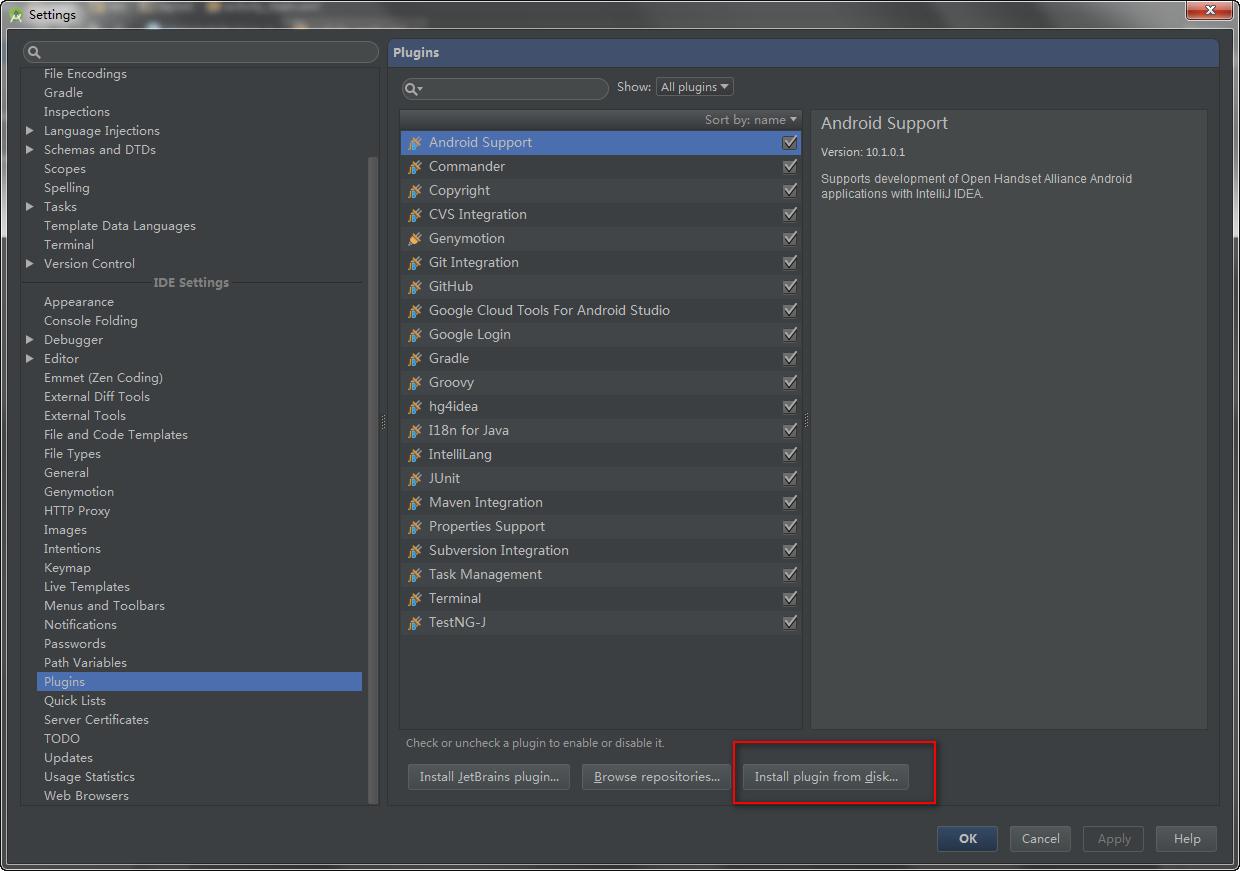 Settings
File Encodings
Gradle
Inspections
Language Injections
Schemas and DTDs
Scopes
Spelling
Tasks
Template Data Languages
Terminal
Version Control
IDE Settings
Appearance
Console Folding
Debugger
Editor
Emmet (Zen Coding)
External Diff Tools
External Tools
File and Code Templates
File Types
General
Genymotion
HTTP Proxy
Images
Intentions
Keymap
Live Templates
Menus and Toolbars
Notifications
Passwords
Path Variables
Plugins
Quick Lists
Server Certificates
TODO
Updates
Usage Statistics
Web Browsers
Plugins
Show: All plugins
Sort by: name
Android Support
Commander
Copyright
CVS Integration
Genymotion
Git Integration
GitHub
Google Cloud Tools For Android Studio
Google Login
Gradle
Groovy
hg4idea
I18n for Java
IntelliLang
JUnit
Maven Integration
Properties Support
Subversion Integration
Task Management
Terminal
TestNG-J
Check or uncheck a plugin to enable or disable it.
Install JetBrains plugin... Browse repositories... Install plugin from disk...
Android Support
Version: 10.1.0.1
Supports development of Open Handset Alliance Android
applications with IntelliJ IDEA.
OK Cancel Apply Help